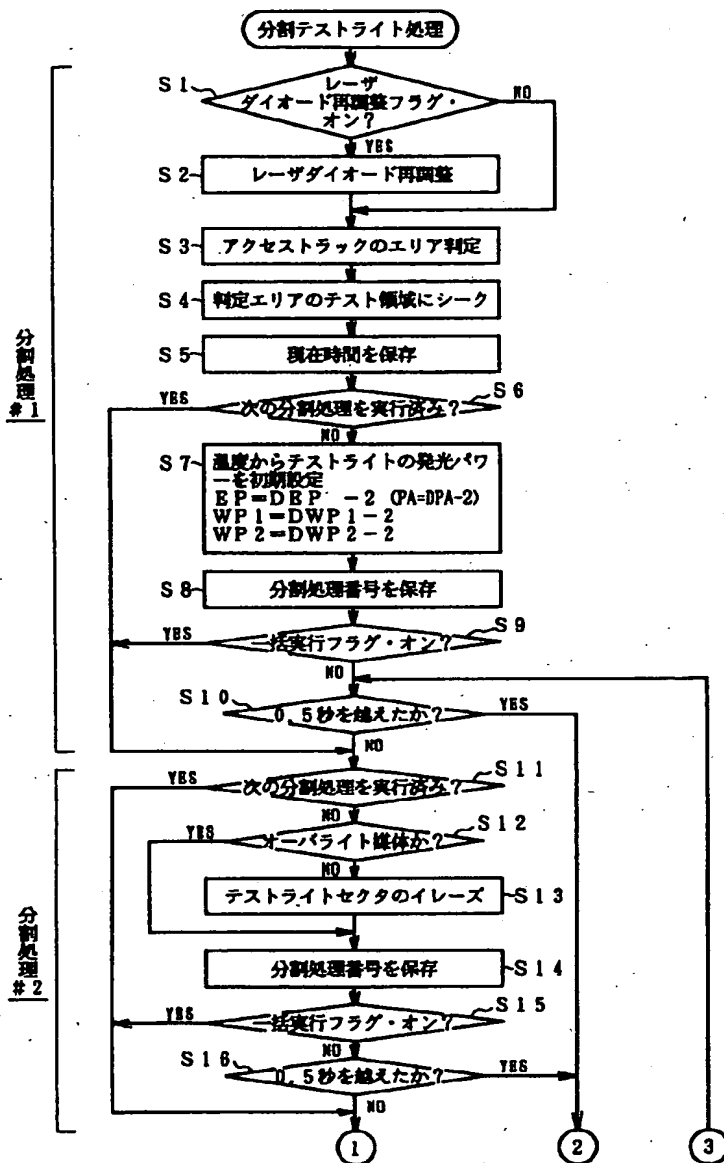 分割テストライト処理
S1
レーザ
ダイオード再調整フラグ・
オン?
NO
YES
S2
レーザダイオード再調整
S3
アクセストラックのエリア判定
S4
判定エリアのテスト領域にシーク
S5
現在時間を保存
分割処理
#1
S6
次の分割処理を実行済み?
YES
NO
S7
温度からテストライトの発光パワ
ーを初期設定
EP=DEP -2 (PA=DPA-2)
WP1=DWP1-2
WP2=DWP2-2
S8
分割処理番号を保存
S9
一括実行フラグ・オン?
YES
NO
S10
0.5秒を越えたか?
YES
NO
S11
次の分割処理を実行済み?
YES
NO
S12
オーバライト媒体か?
YES
NO
S13
テストライトセクタのイレーズ
分割処理
#2
S14
分割処理番号を保存
S15
一括実行フラグ・オン?
YES
NO
S16
0.5秒を越えたか?
YES
NO
1
2
3